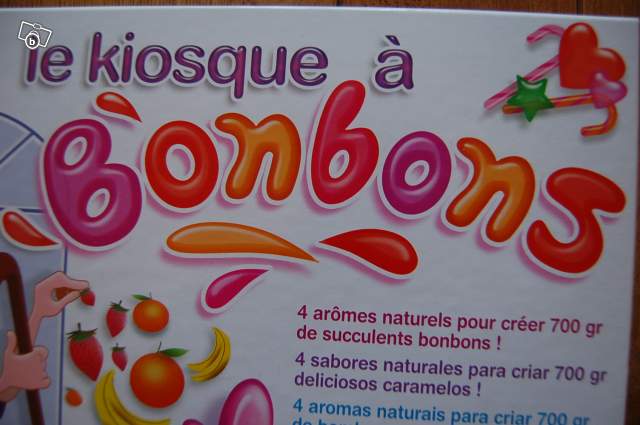 le kiosque à
Bonbons
4 arômes naturels pour créer 700 gr
de succulents bonbons !
4 sabores naturales para criar 700 gr
deliciosos caramelos !
4 aromas naturais para criar 700 gr